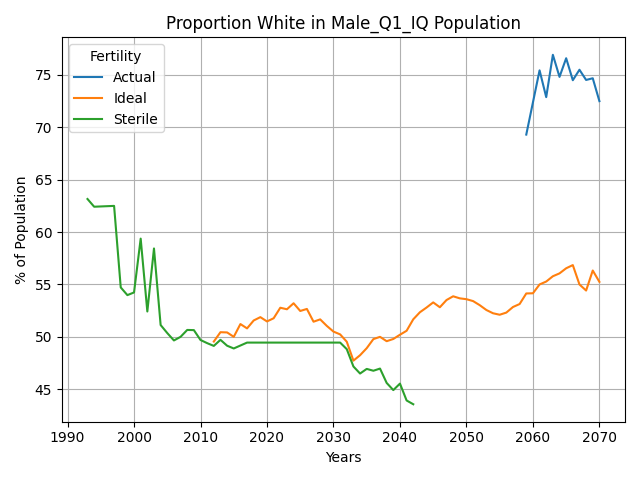 Proportion White in Male_Q1_IQ Population
Fertility
Actual
Ideal
Sterile
% of Population
75
70
65
60
55
50
45
1990 2000 2010 2020 2030 2040 2050 2060 2070
Years